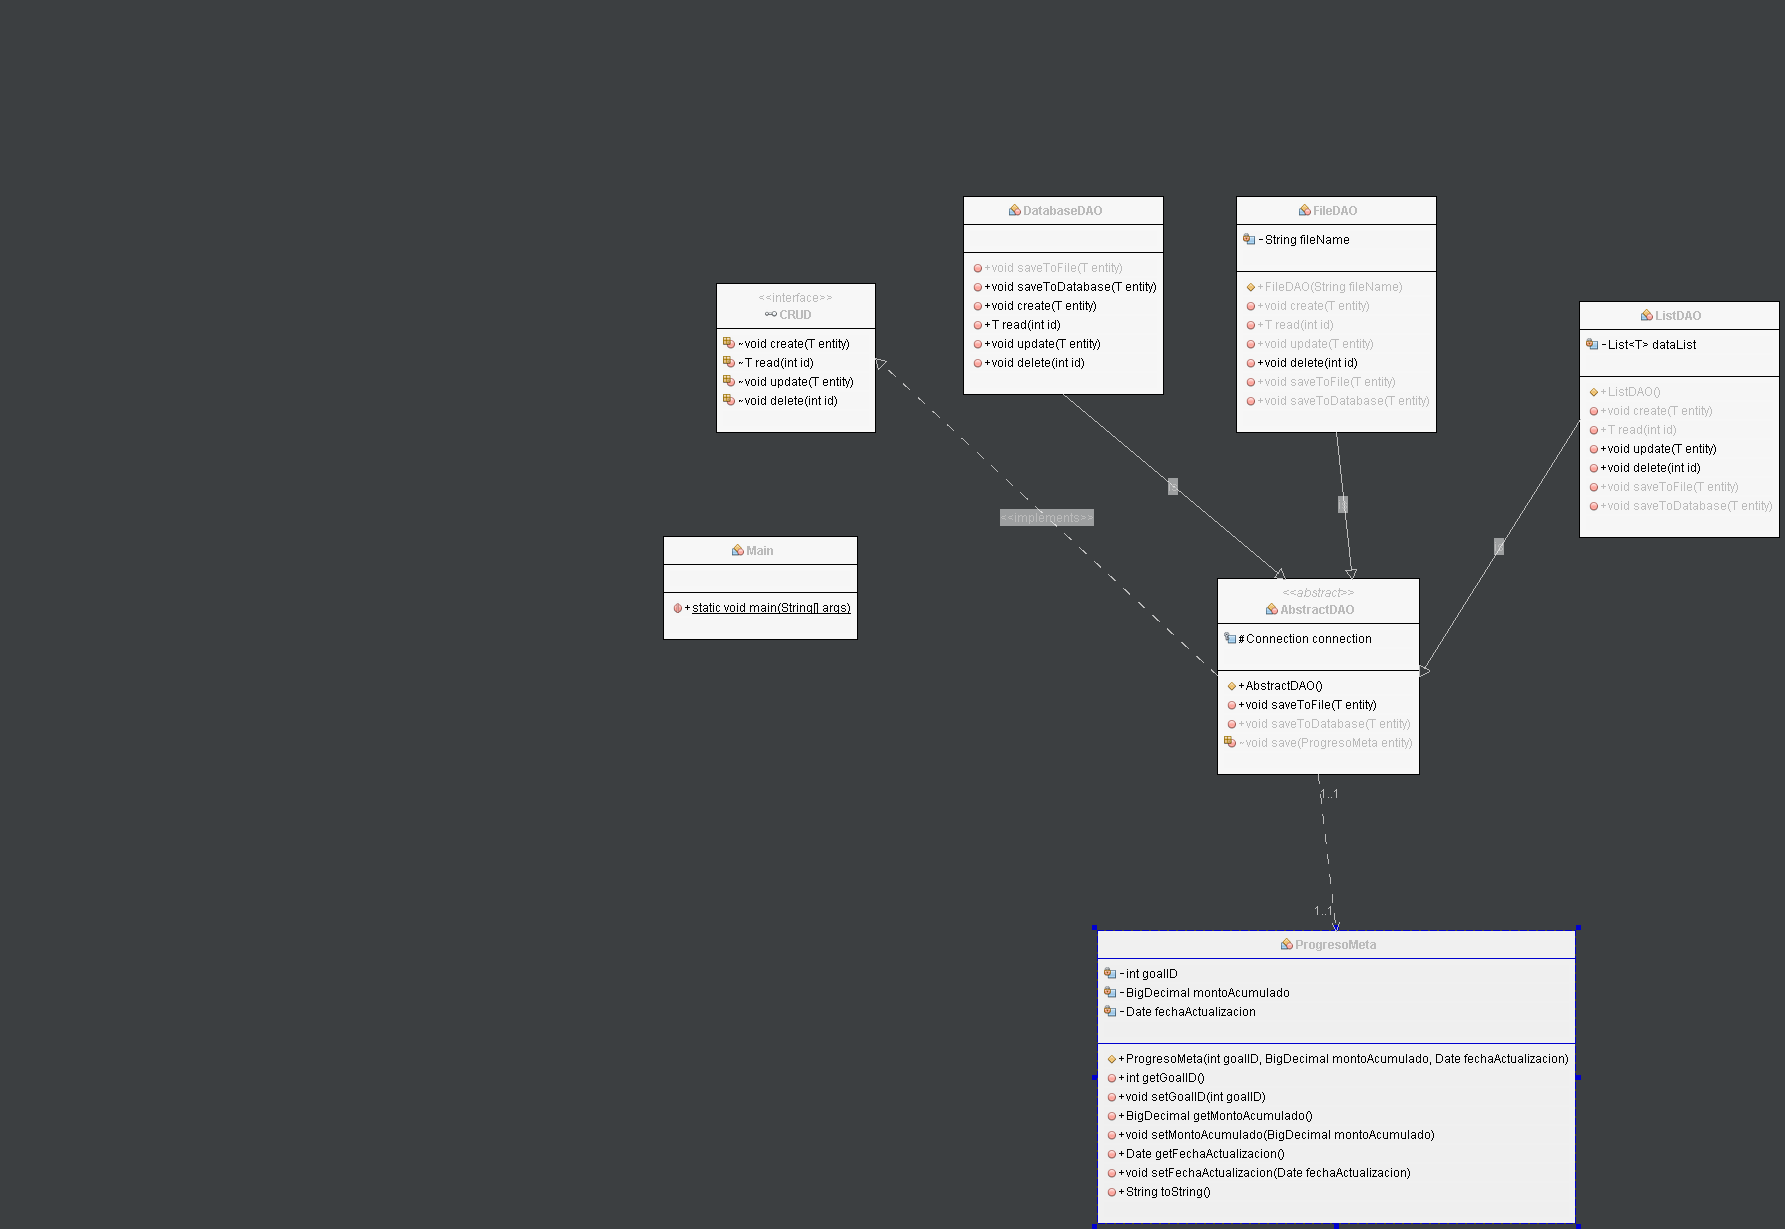 DatabaseDAO
+void saveToFile(T entity)
+void saveToDatabase(T entity)
+void create(T entity)
+T read(int id)
+void update(T entity)
+void delete(int id)
FileDAO
-String fileName
+FileDAO(String fileName)
+void create(T entity)
+T read(int id)
+void update(T entity)
+void delete(int id)
+void saveToFile(T entity)
+void saveToDatabase(T entity)
<<interface>>
CRUD
~void create(T entity)
~T read(int id)
~void update(T entity)
~void delete(int id)
ListDAO
-List<T> dataList
+ListDAO()
+void create(T entity)
+T read(int id)
+void update(T entity)
+void delete(int id)
+void saveToFile(T entity)
+void saveToDatabase(T entity)
<<implements>>
Main
+static void main(String[] args)
<<abstract>>
AbstractDAO
#Connection connection
+AbstractDAO()
+void saveToFile(T entity)
+void saveToDatabase(T entity)
~void save(ProgresoMeta entity)
1..1
1..1
ProgresoMeta
-int goalID
-BigDecimal montoAcumulado
-Date fechaActualizacion
+ProgresoMeta(int goalID, BigDecimal montoAcumulado, Date fechaActualizacion)
+int getGoalID()
+void setGoalID(int goalID)
+BigDecimal getMontoAcumulado()
+void setMontoAcumulado(BigDecimal montoAcumulado)
+Date getFechaActualizacion()
+void setFechaActualizacion(Date fechaActualizacion)
+String toString()